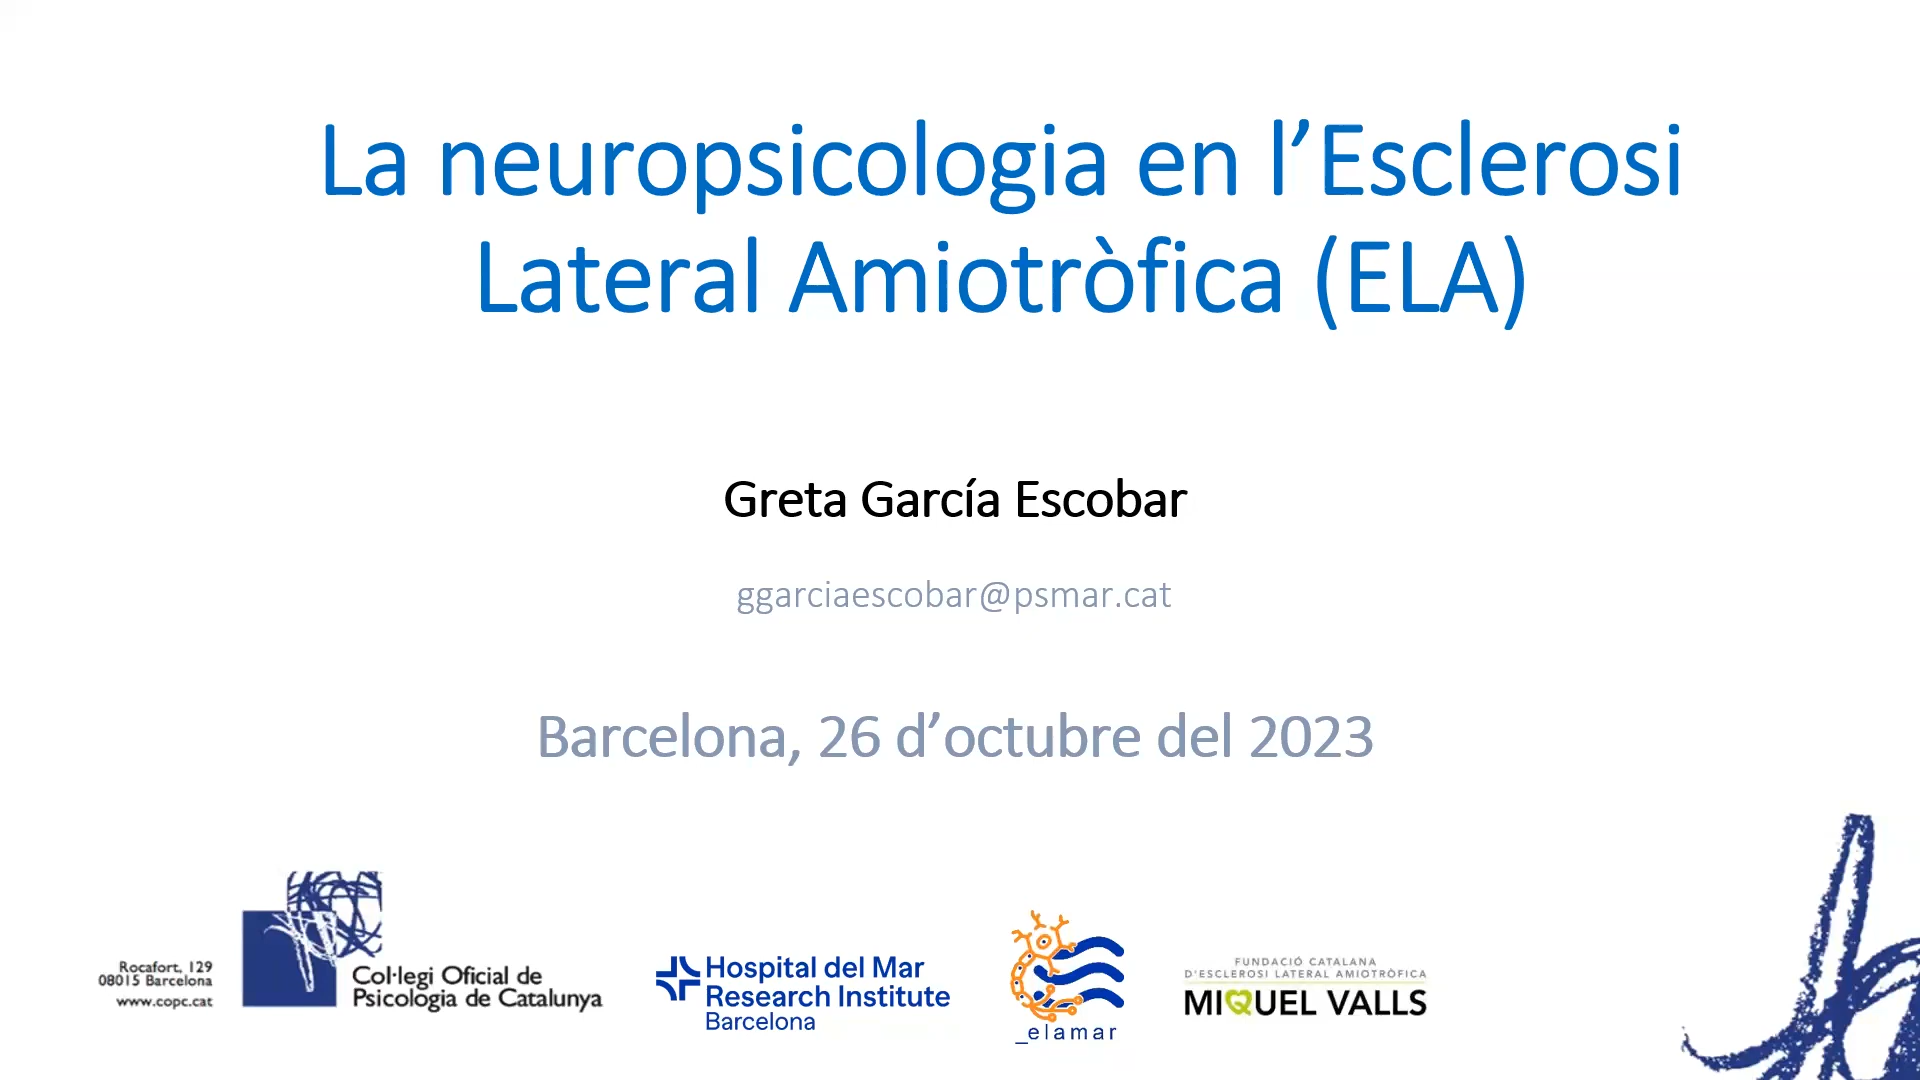 La neuropsicologia en l’Esclerosi
Lateral Amiotròfica (ELA)
Greta García Escobar
ggarciaescobar@psmar.cat
Barcelona, 26 d’octubre del 2023
Rocafort, 129
08015 Barcelona
www.copc.cat
Col·legi Oficial de
Psicologia de Catalunya
Hospital del Mar
Research Institute
Barcelona
_elamar
FUNDACIÓ CATALANA
D'ESCLEROSI LATERAL AMIOTRÒFICA
MIQUEL VALLS